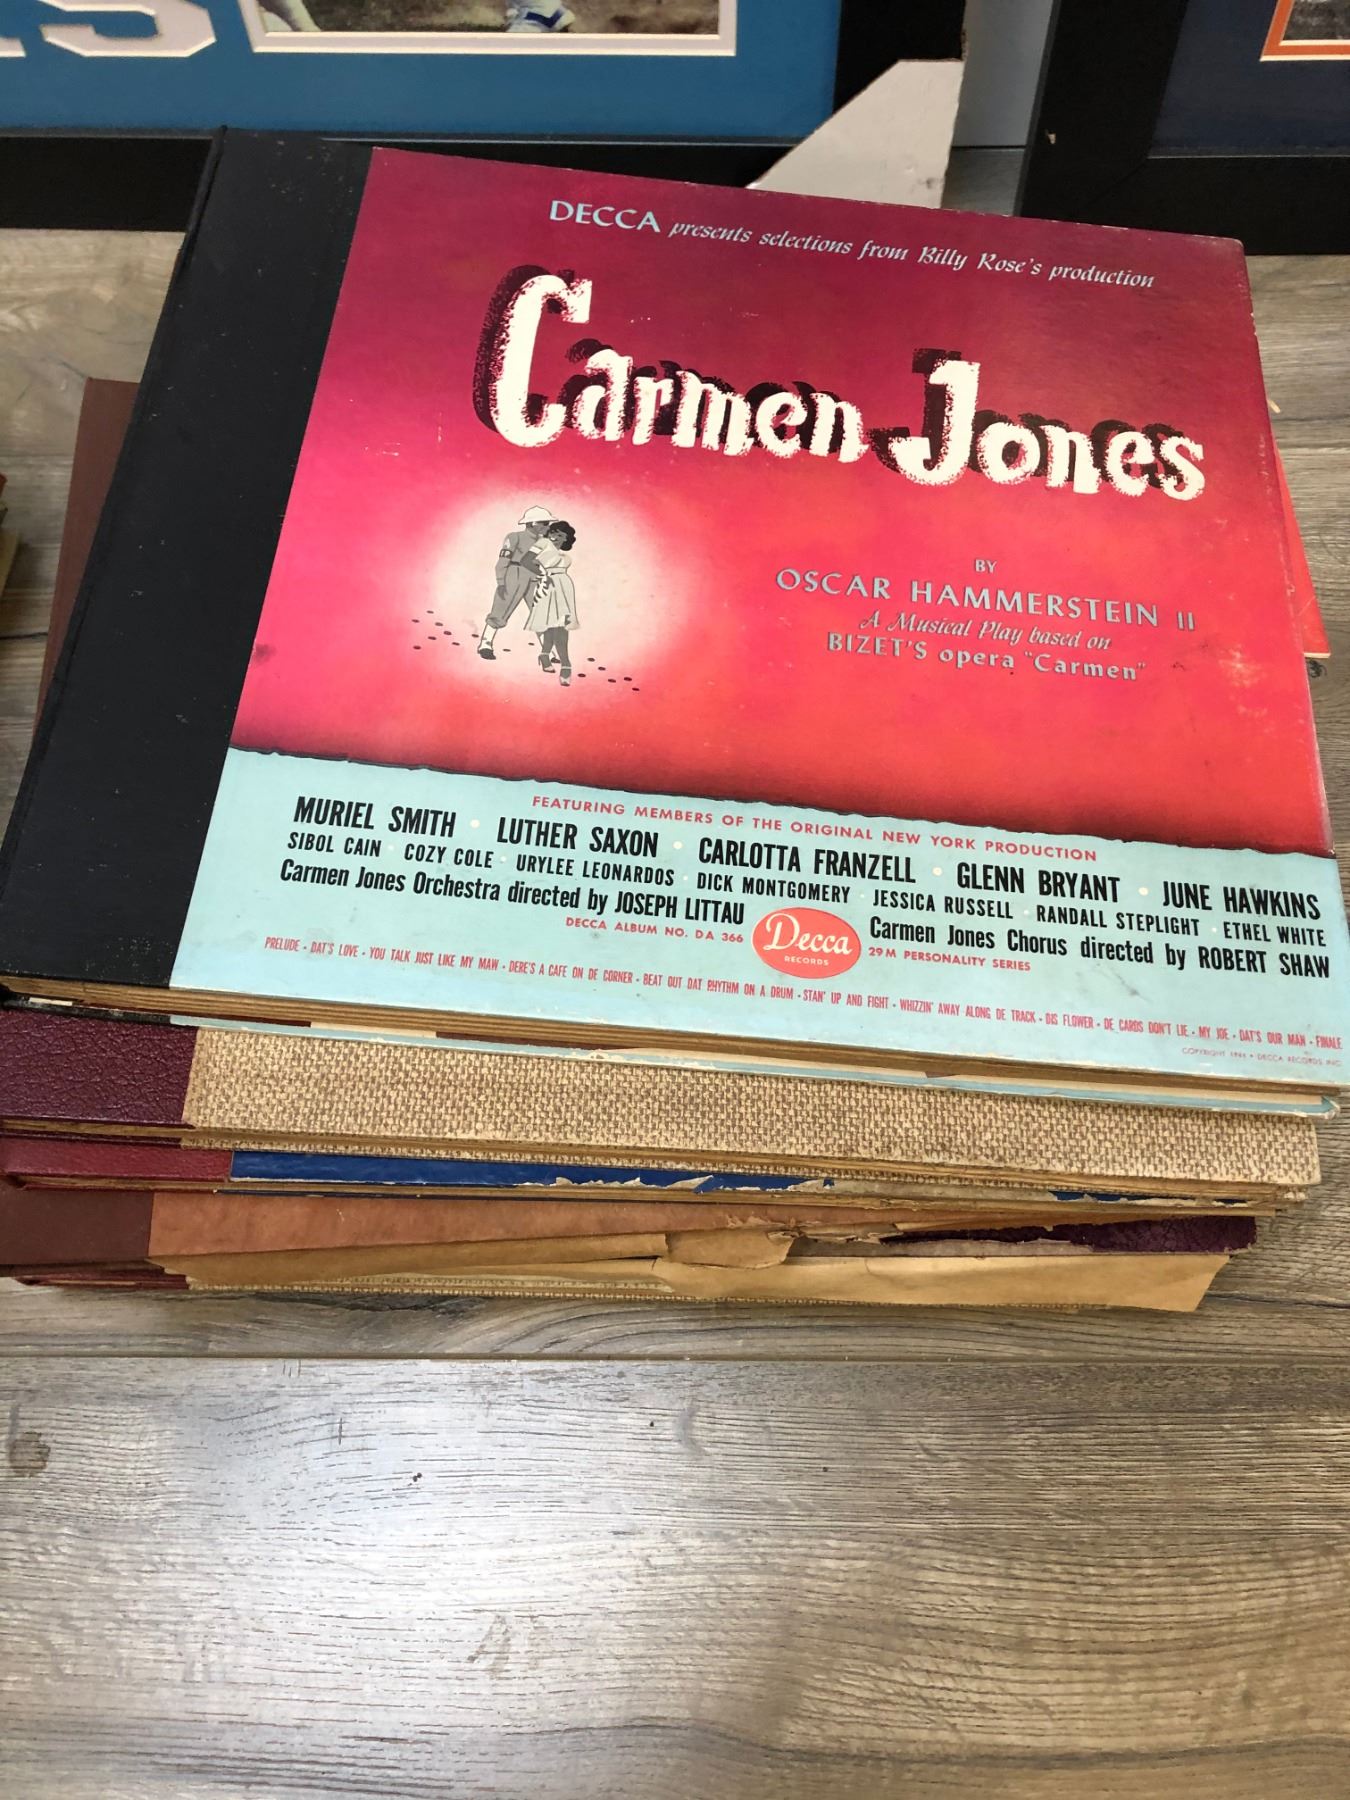 DECCA presents selections from Billy Rose's production
Carmen Jones
BY
OSCAR HAMMERSTEIN II
A Musical Play based on
BIZET'S opera "Carmen"
FEATURING MEMBERS OF THE ORIGINAL NEW YORK PRODUCTION
MURIEL SMITH • LUTHER SAXON • CARLOTTA FRANZELL • GLENN BRYANT • JUNE HAWKINS
SIBOL CAIN • COZY COLE • URYLEE LEONARDOS • DICK MONTGOMERY • JESSICA RUSSELL • RANDALL STEPLIGHT • ETHEL WHITE
Carmen Jones Orchestra directed by JOSEPH LITTAU
Carmen Jones Chorus directed by ROBERT SHAW
DECCA ALBUM NO. DA 366
Decca
RECORDS
29 M PERSONALITY SERIES
PRELUDE • DAT'S LOVE • YOU TALK JUST LIKE MY MAW • DERE'S A CAFE ON DE CORNER • BEAT OUT DAT RHYTHM ON A DRUM • STAN' UP AND FIGHT • WHIZZIN' AWAY ALONG DE TRACK • DIS FLOWER • DE CARDS DON'T LIE • MY JOE • DAT'S OUR MAN • FINALE
COPYRIGHT 1944 • DECCA RECORDS INC.